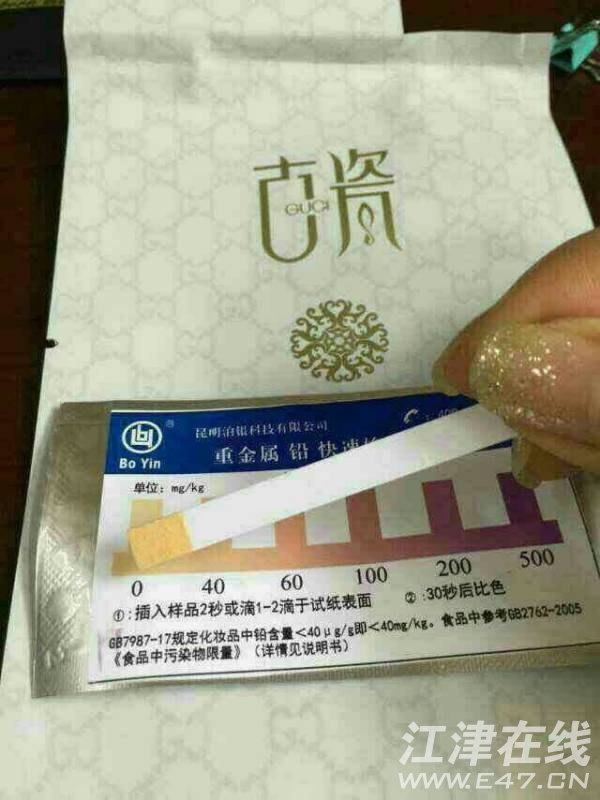 古瓷
GUCI
昆明泊银科技有限公司
Bo Yin
重金属 铅 快速
单位：mg/kg
0 40 60 100 200 500
①:插入样品2秒或滴1-2滴于试纸表面 ②:30秒后比色
GB7987-17规定化妆品中铅含量<40μg/g即<40mg/kg。食品中参考GB2762-2005
《食品中污染物限量》（详情见说明书）
江津在线
www.E47.CN